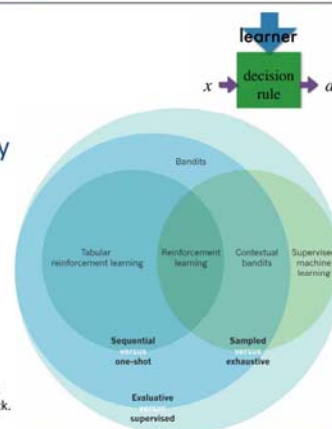 learner
x
decision
rule
a
y
Bandits
Tabular
reinforcement learning
Reinforcement
learning
Contextual
bandits
Supervised
machine
learning
Sequential
versus
one-shot
Sampled
versus
exhaustive
Evaluative
versus
supervised
ck.